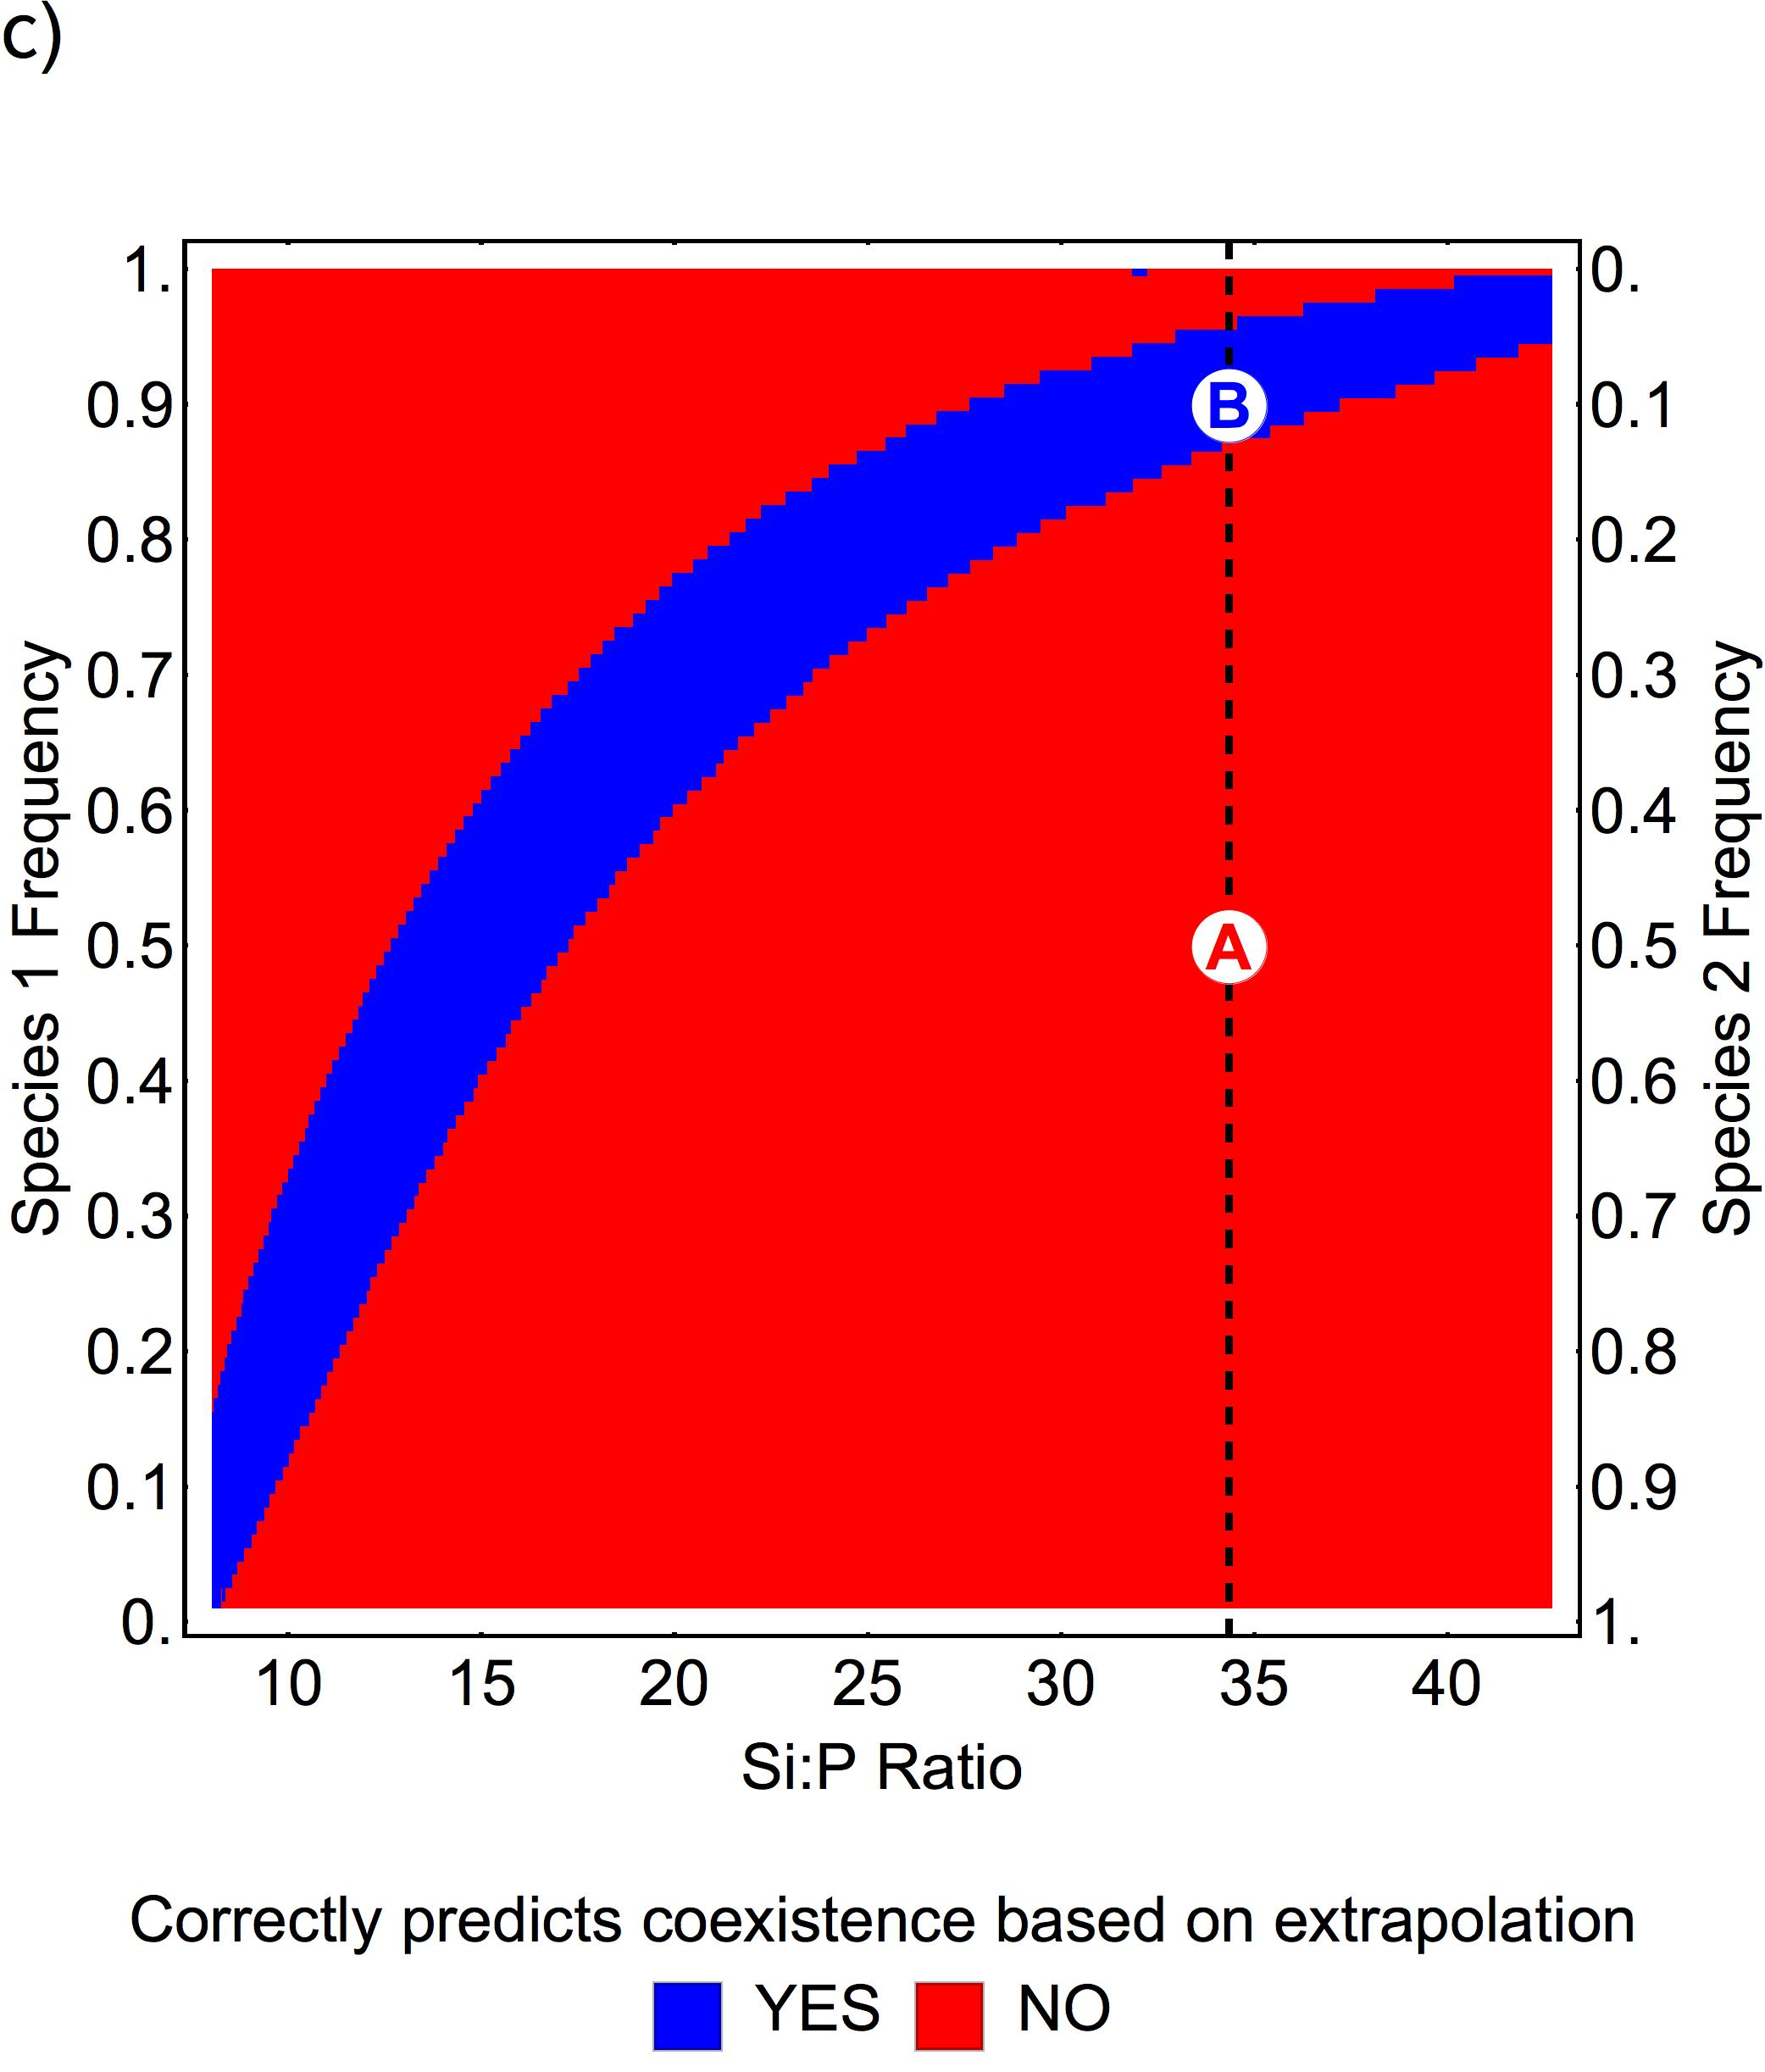 c)
1.
0.9
0.8
0.7
0.6
0.5
0.4
0.3
0.2
0.1
0.
Species 1 Frequency
0.
0.1
0.2
0.3
0.4
0.5
0.6
0.7
0.8
0.9
1.
Species 2 Frequency
B
A
10 15 20 25 30 35 40
Si:P Ratio
Correctly predicts coexistence based on extrapolation
YES NO